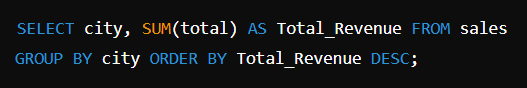 SELECT city, SUM(total) AS Total_Revenue FROM sales
GROUP BY city ORDER BY Total_Revenue DESC;